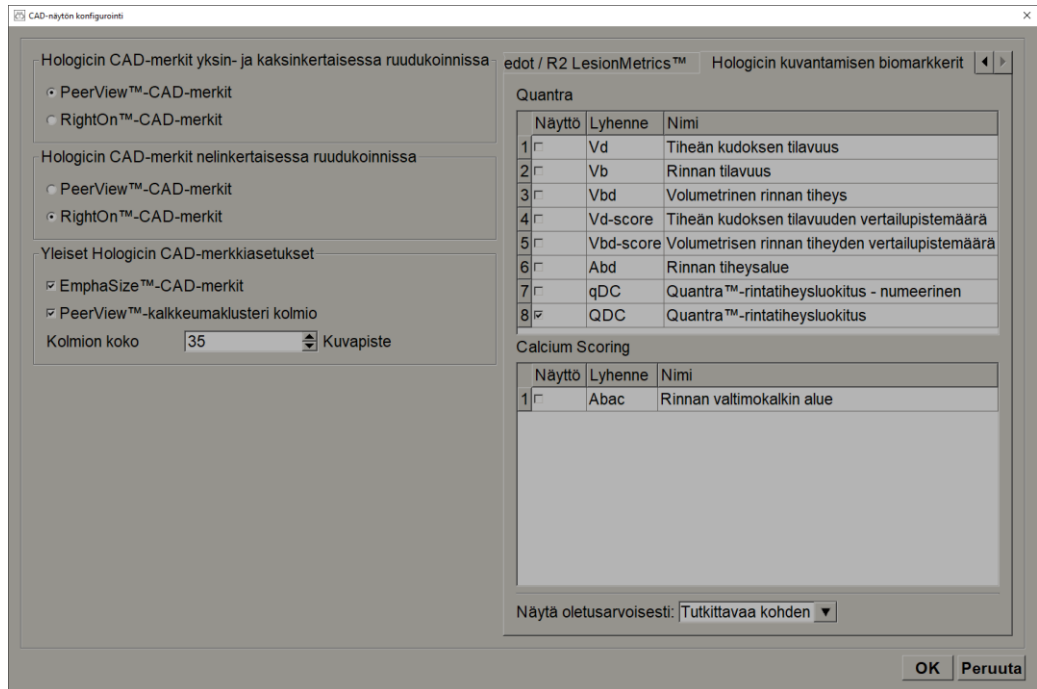 CAD-näytön konfigurointi
Hologicin CAD-merkit yksin- ja kaksinkertaisessa ruudukoinnissa
PeerView™-CAD-merkit
RightOn™-CAD-merkit
Hologicin CAD-merkit nelinkertaisessa ruudukoinnissa
PeerView™-CAD-merkit
RightOn™-CAD-merkit
Yleiset Hologicin CAD-merkkiasetukset
EmphaSize™-CAD-merkit
PeerView™-kalkkeumaklusteri kolmio
Kolmion koko 35 Kuvapiste
edot / R2 LesionMetrics™ Hologicin kuvantamisen biomarkkerit
Quantra
Näyttö Lyhenne Nimi
1 Vd Tiheän kudoksen tilavuus
2 Vb Rinnan tilavuus
3 Vbd Volumetrinen rinnan tiheys
4 Vd-score Tiheän kudoksen tilavuuden vertailupistemäärä
5 Vbd-score Volumetrisen rinnan tiheyden vertailupistemäärä
6 Abd Rinnan tiheysalue
7 qDC Quantra™-rintatiheysluokitus - numeerinen
8 QDC Quantra™-rintatiheysluokitus
Calcium Scoring
Näyttö Lyhenne Nimi
1 Abac Rinnan valtimokalkin alue
Näytä oletusarvoisesti: Tutkittavaa kohden
OK Peruuta